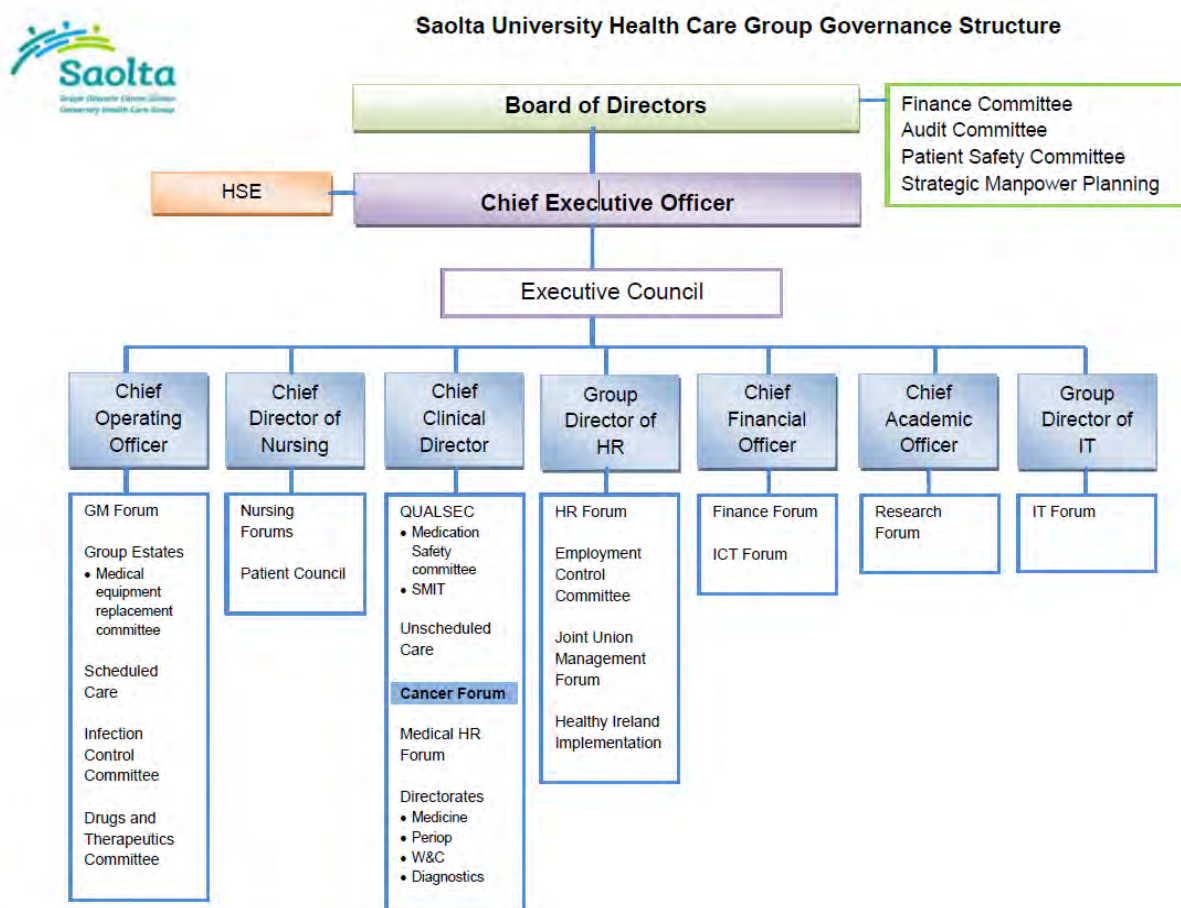 Saolta University Health Care Group Governance Structure
Saolta
University Health Care Group
Board of Directors
Finance Committee
Audit Committee
Patient Safety Committee
Strategic Manpower Planning
HSE
Chief Executive Officer
Executive Council
Chief
Operating
Officer
Chief
Director of
Nursing
Chief
Clinical
Director
Group
Director of
HR
Chief
Financial
Officer
Chief
Academic
Officer
Group
Director of
IT
GM Forum
Group Estates
• Medical
equipment
replacement
committee
Scheduled
Care
Infection
Control
Committee
Drugs and
Therapeutics
Committee
Nursing
Forums
Patient Council
QUALSEC
• Medication
Safety
committee
• SMIT
Unscheduled
Care
Cancer Forum
Medical HR
Forum
Directorates
• Medicine
• Periop
• W&C
• Diagnostics
HR Forum
Employment
Control
Committee
Joint Union
Management
Forum
Healthy Ireland
Implementation
Finance Forum
ICT Forum
Research
Forum
IT Forum